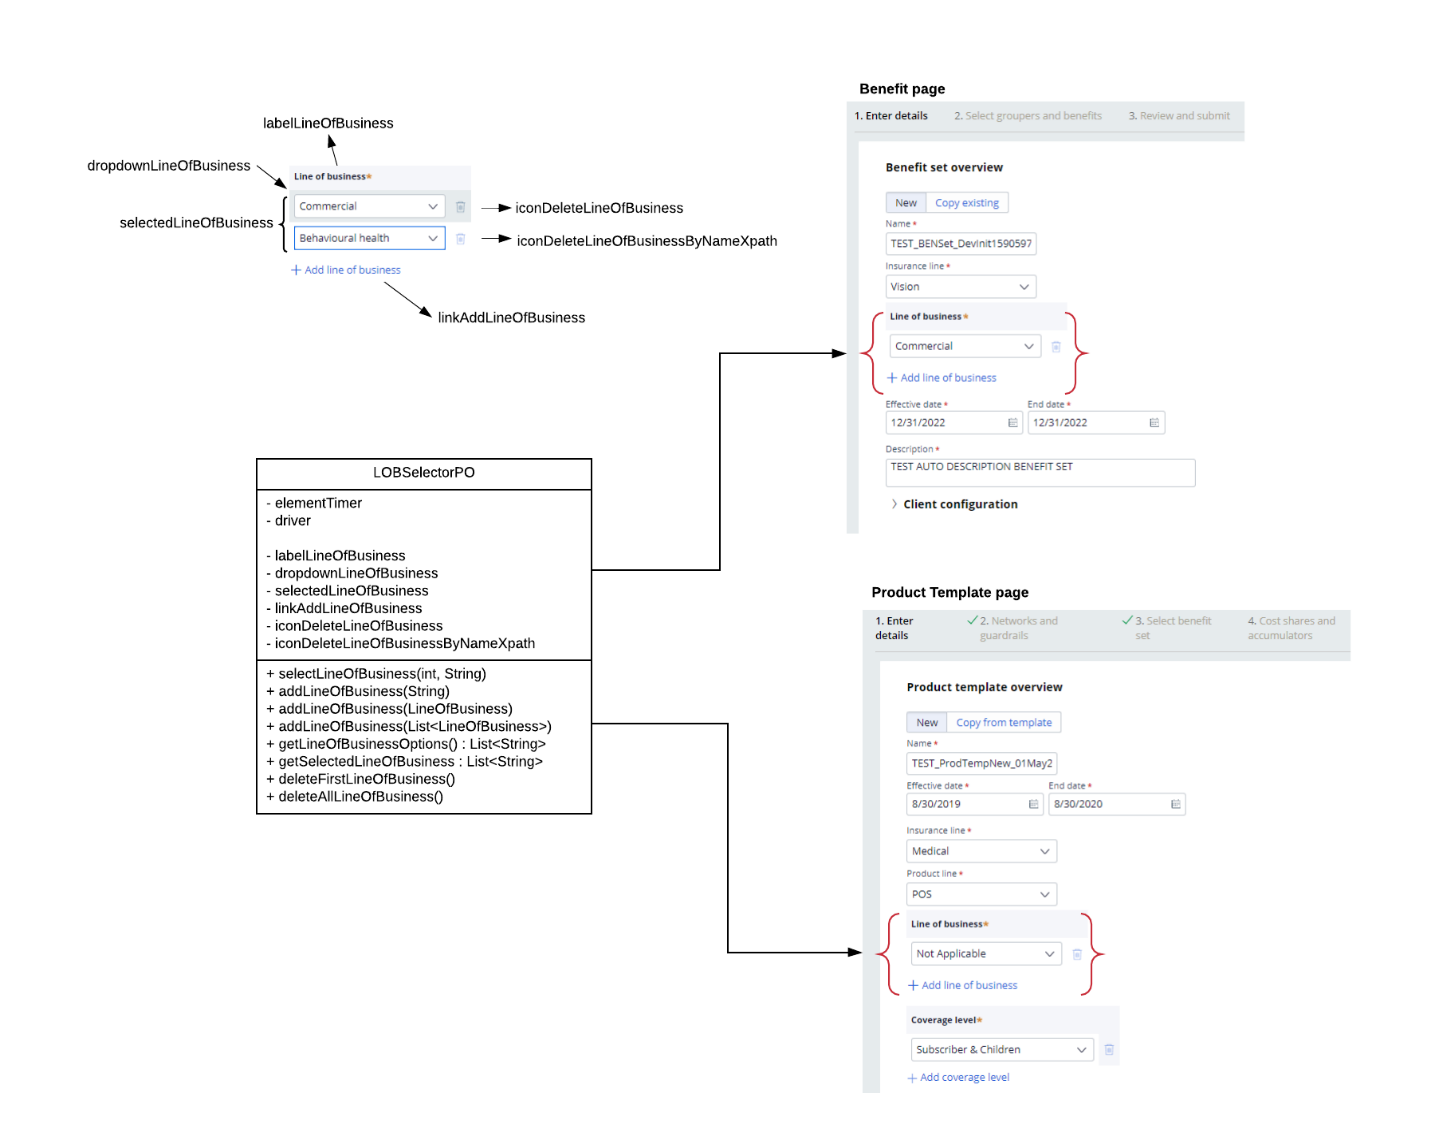 labelLineOfBusiness
dropdownLineOfBusiness
selectedLineOfBusiness
Line of business*
Commercial
Behavioural health
+ Add line of business
iconDeleteLineOfBusiness
iconDeleteLineOfBusinessByNameXpath
linkAddLineOfBusiness
LOBSelectorPO
- elementTimer
- driver
- labelLineOfBusiness
- dropdownLineOfBusiness
- selectedLineOfBusiness
- linkAddLineOfBusiness
- iconDeleteLineOfBusiness
- iconDeleteLineOfBusinessByNameXpath
+ selectLineOfBusiness(int, String)
+ addLineOfBusiness(String)
+ addLineOfBusiness(LineOfBusiness)
+ addLineOfBusiness(List<LineOfBusiness>)
+ getLineOfBusinessOptions() : List<String>
+ getSelectedLineOfBusiness : List<String>
+ deleteFirstLineOfBusiness()
+ deleteAllLineOfBusiness()
Benefit page
1. Enter details 2. Select groupers and benefits 3. Review and submit
Benefit set overview
New Copy existing
Name *
TEST_BENSet_DevInit1590597
Insurance line *
Vision
Line of business*
Commercial
+ Add line of business
Effective date * End date *
12/31/2022 12/31/2022
Description *
TEST AUTO DESCRIPTION BENEFIT SET
> Client configuration
Product Template page
1. Enter details
2. Networks and guardrails
3. Select benefit set
4. Cost shares and accumulators
Product template overview
New Copy from template
Name *
TEST_ProdTempNew_01May2
Effective date * End date *
8/30/2019 8/30/2020
Insurance line *
Medical
Product line *
POS
Line of business*
Not Applicable
+ Add line of business
Coverage level*
Subscriber & Children
+ Add coverage level